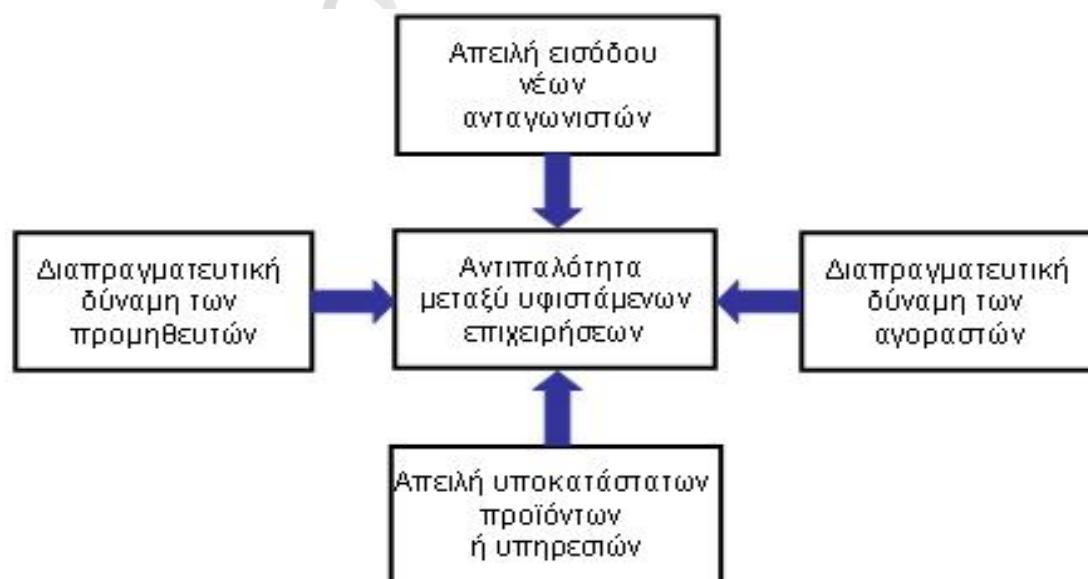 Απειλή εισόδου
νέων
ανταγωνιστών
Διαπραγματευτική
δύναμη των
προμηθευτών
Αντιπαλότητα
μεταξύ υφιστάμενων
επιχειρήσεων
Διαπραγματευτική
δύναμη των
αγοραστών
Απειλή υποκατάστατων
προϊόντων
ή υπηρεσιών